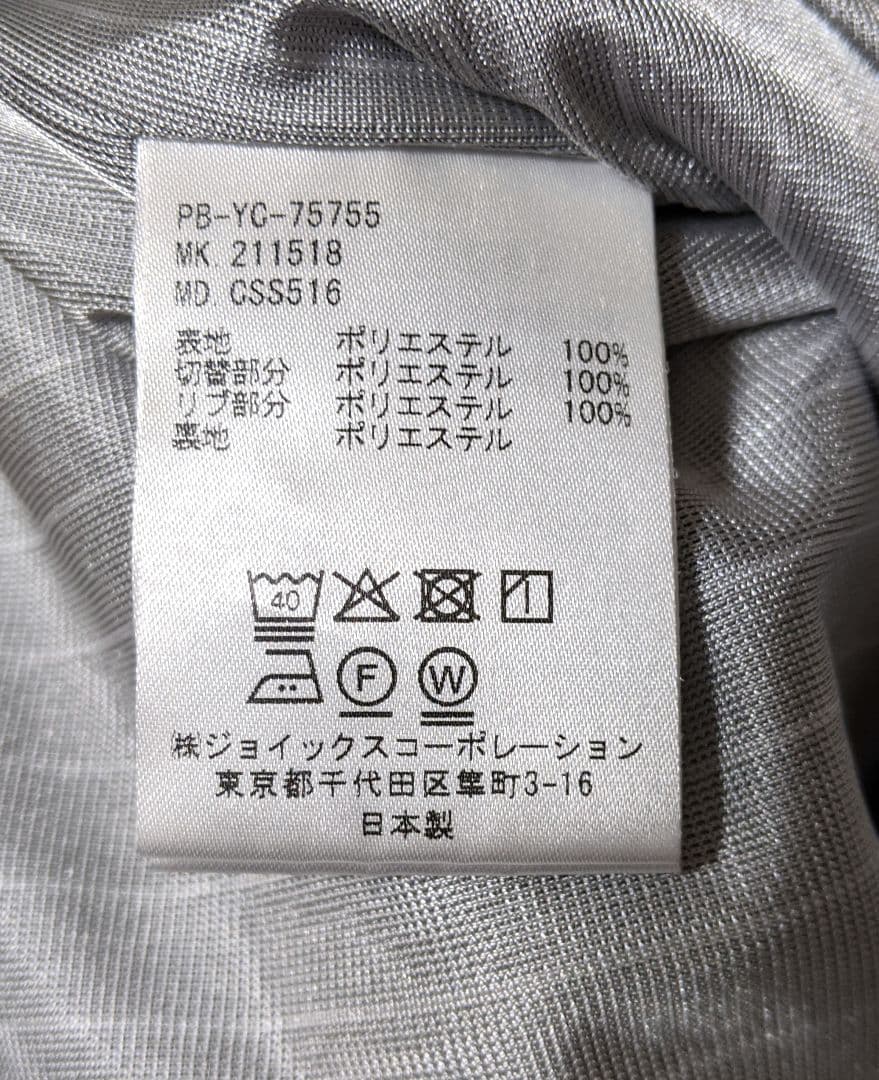 PB-YC-75755
MK. 211518
MD. CSS516
表地 ポリエステル 100%
切替部分 ポリエステル 100%
リブ部分 ポリエステル 100%
裏地 ポリエステル
40
F W
㈱ジョイックスコーポレーション
東京都千代田区隼町3-16
日本製